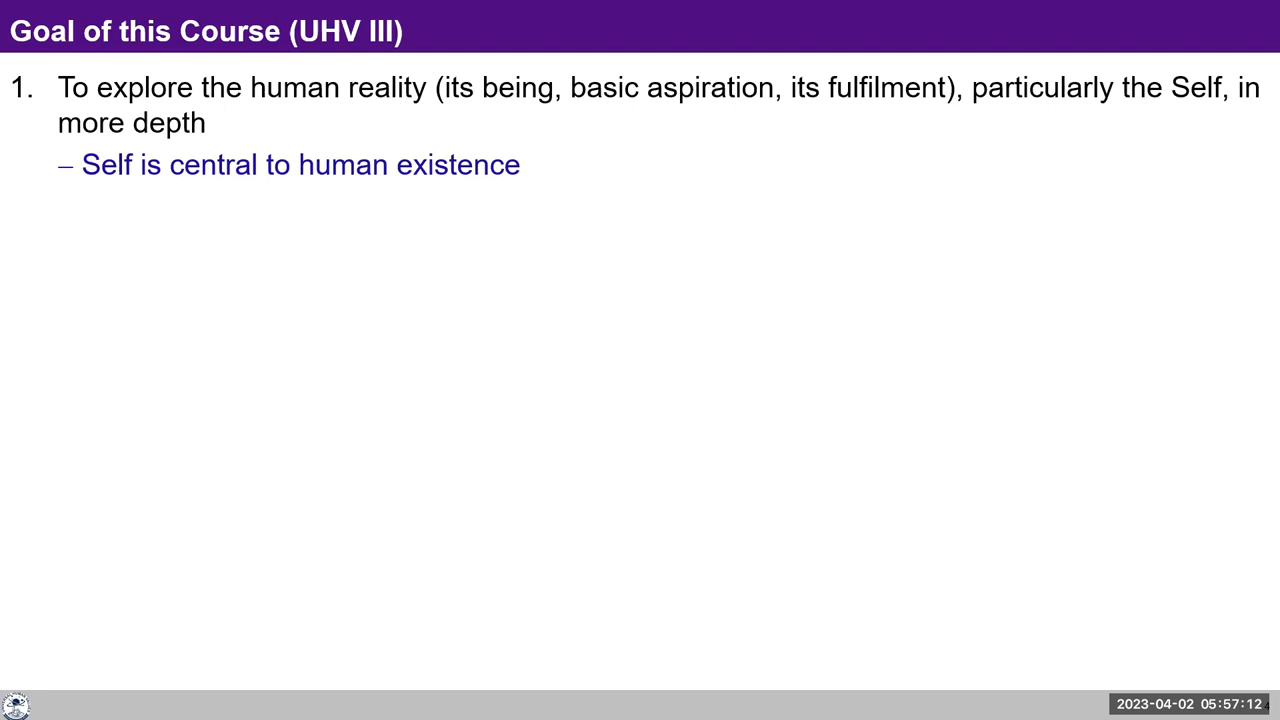 Goal of this Course (UHV III)
1. To explore the human reality (its being, basic aspiration, its fulfilment), particularly the Self, in
more depth
– Self is central to human existence
2023-04-02 05:57:12